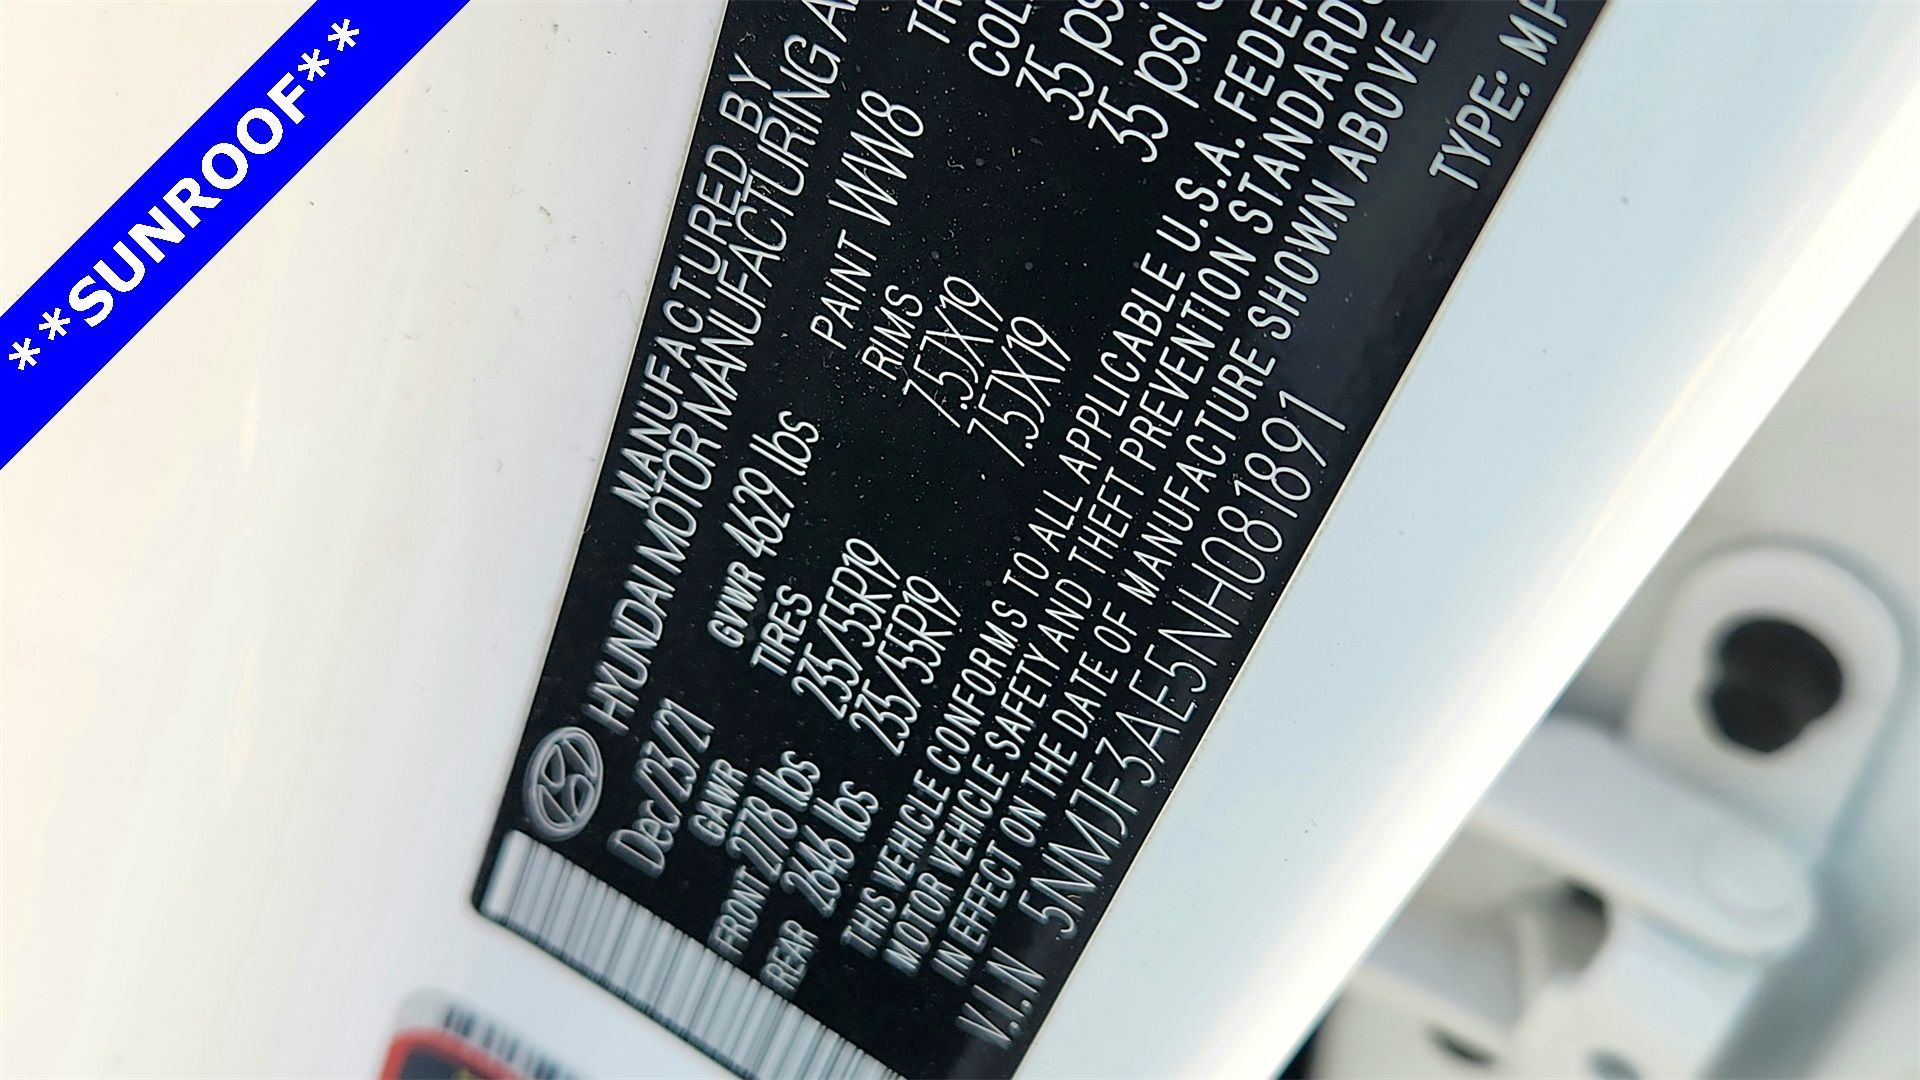 **SUNROOF**
MANUFACTURED BY
HYUNDAI MOTOR MANUFACTURING
Dec/23/21 GVWR 4629 lbs PAINT WW8
GAWR TIRES RIMS
FRONT 2778 lbs 235/55R19 7.5JX19 35 psi
REAR 2646 lbs 235/55R19 7.5JX19 35 psi
THIS VEHICLE CONFORMS TO ALL APPLICABLE U.S.A. FEDER
MOTOR VEHICLE SAFETY AND THEFT PREVENTION STANDARDS
IN EFFECT ON THE DATE OF MANUFACTURE SHOWN ABOVE
V.I.N 5NMJF3AE5NH081891 TYPE: MP